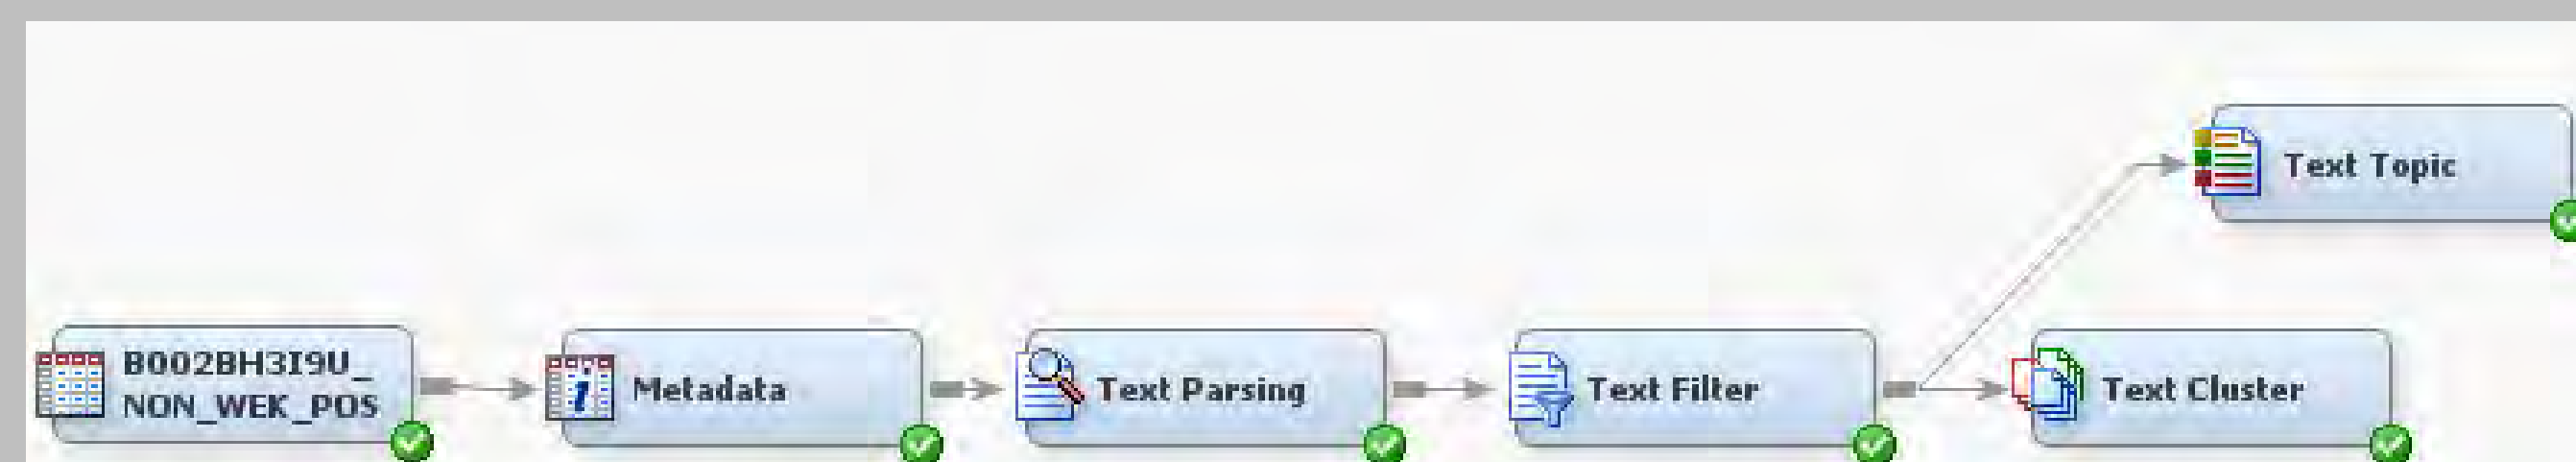 Text Topic
B002BH3I9U_
NON_WEK_POS
Metadata
Text Parsing
Text Filter
Text Cluster